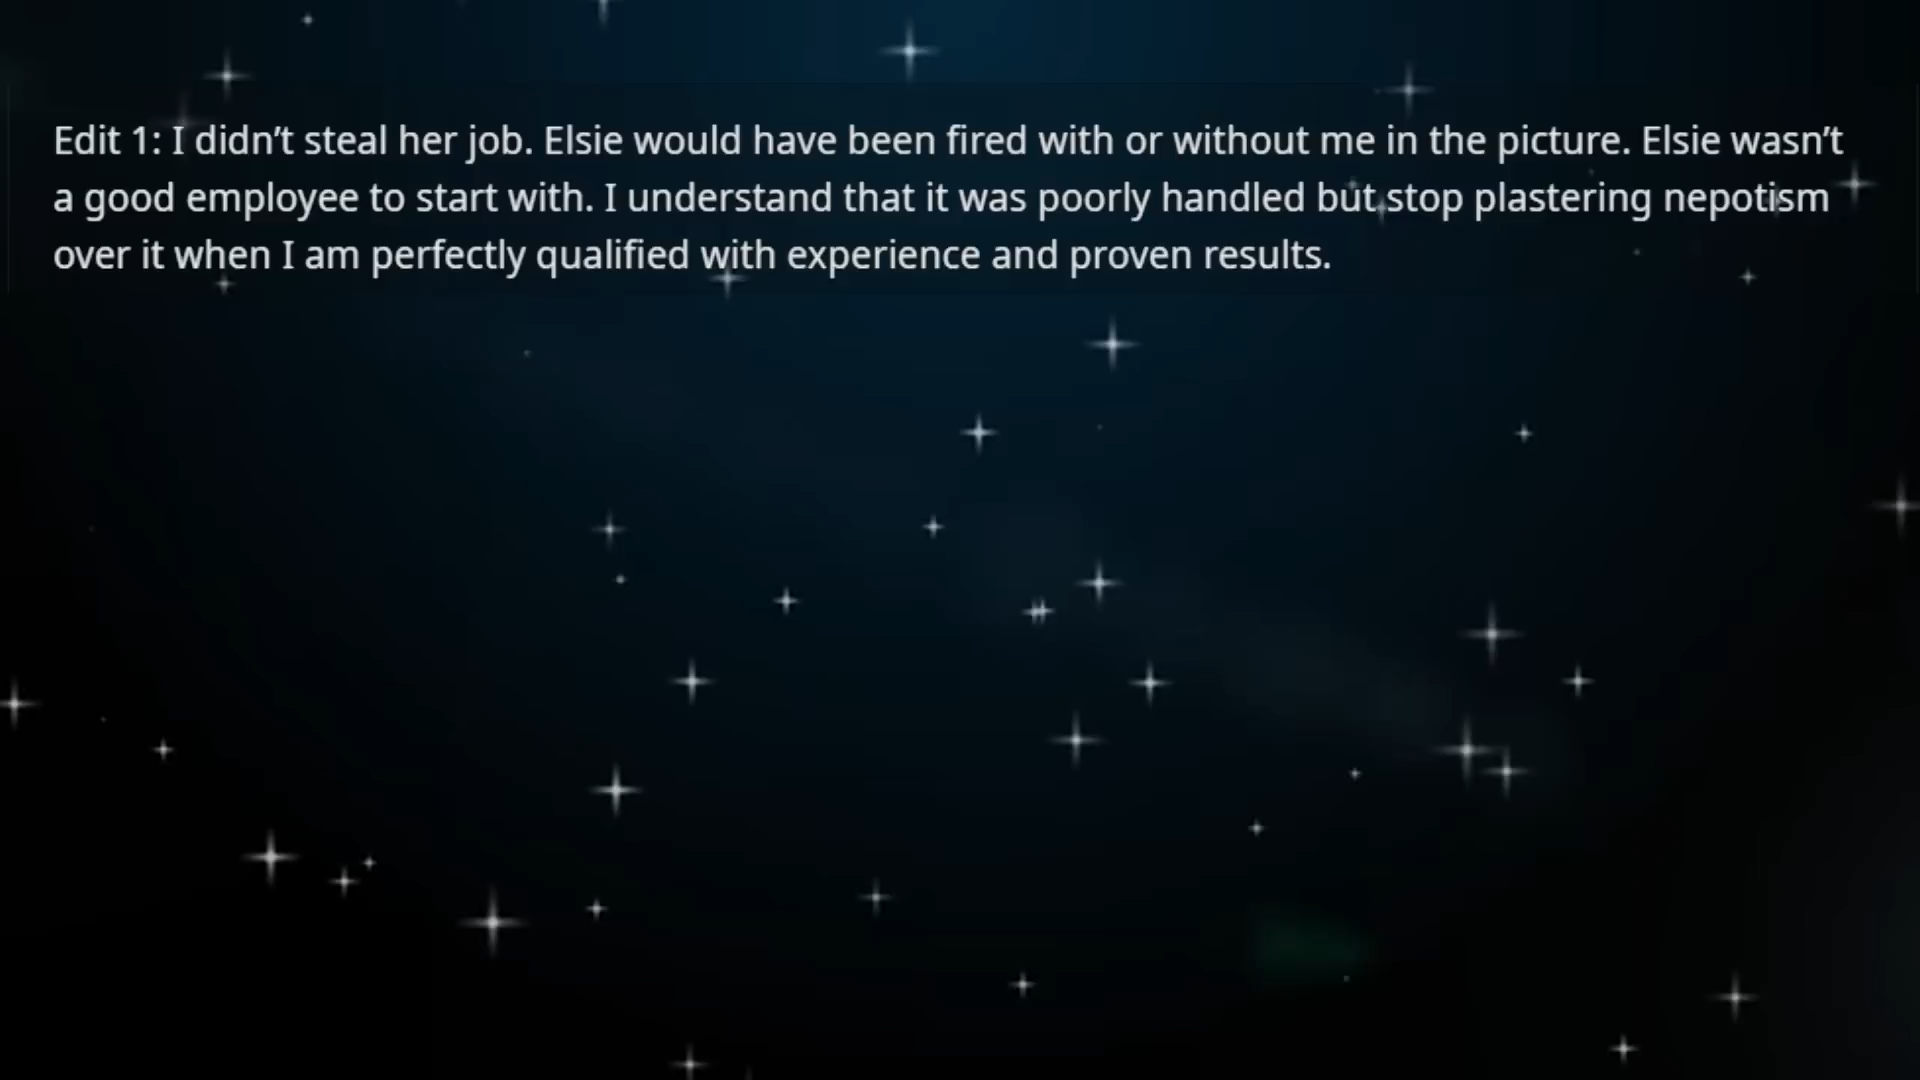 Edit 1: I didn’t steal her job. Elsie would have been fired with or without me in the picture. Elsie wasn’t
a good employee to start with. I understand that it was poorly handled but stop plastering nepotism
over it when I am perfectly qualified with experience and proven results.